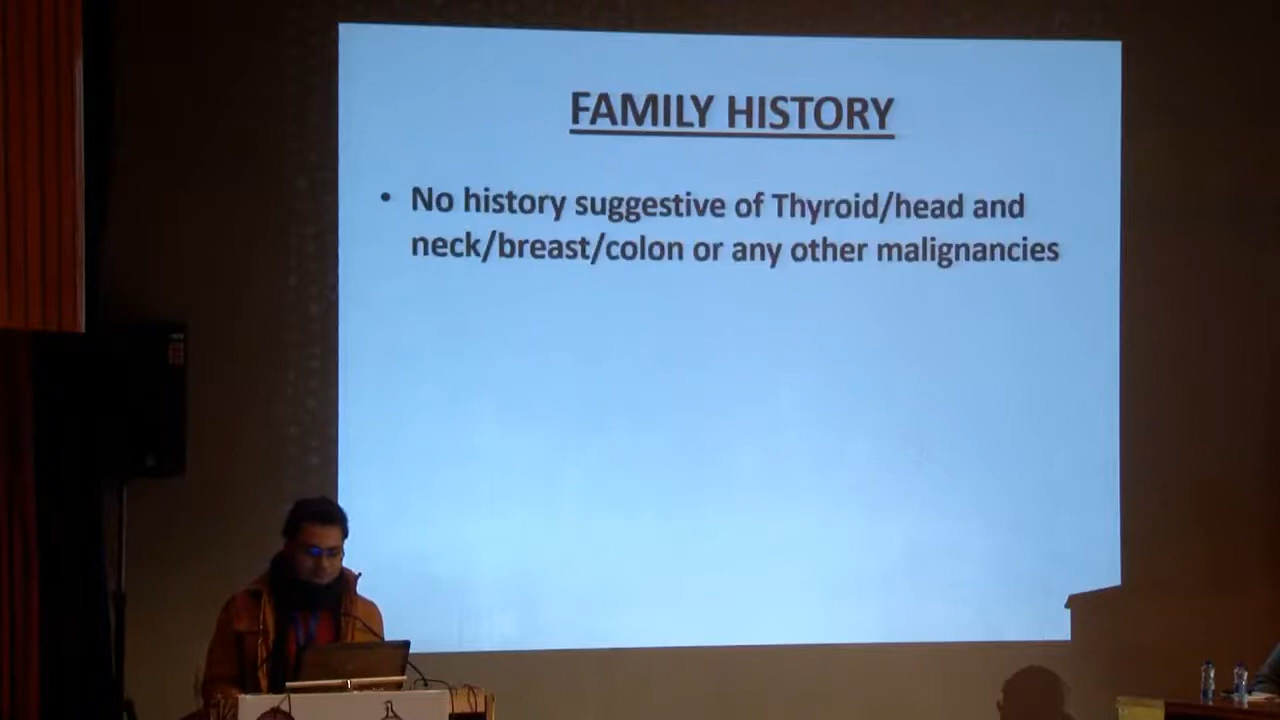 FAMILY HISTORY
• No history suggestive of Thyroid/head and
neck/breast/colon or any other malignancies